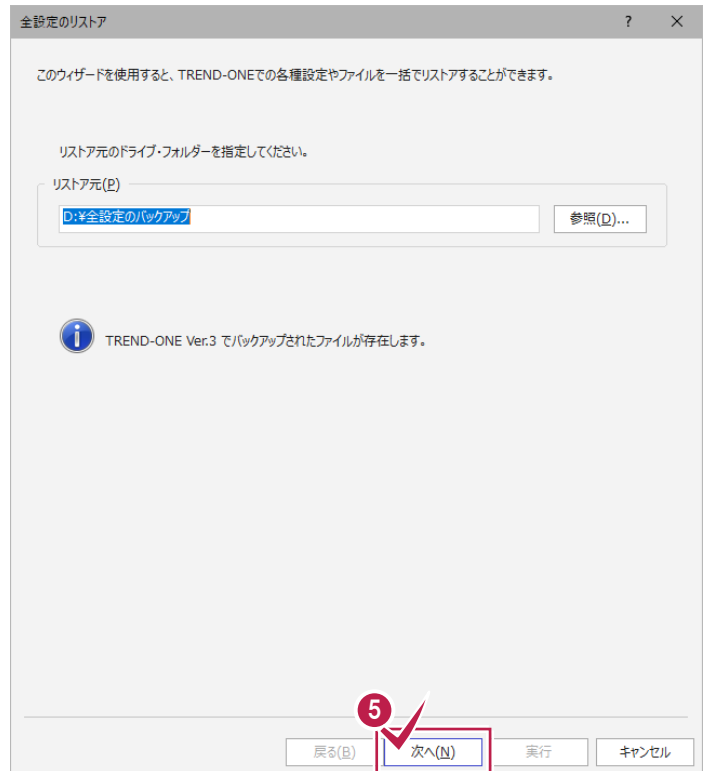 全設定のリストア
? ×
このウィザードを使用すると、TREND-ONEでの各種設定やファイルを一括でリストアすることができます。
リストア元のドライブ・フォルダーを指定してください。
リストア元(P)
D:¥全設定のバックアップ 参照(D)...
TREND-ONE Ver.3 でバックアップされたファイルが存在します。
5
戻る(B) 次へ(N) 実行 キャンセル